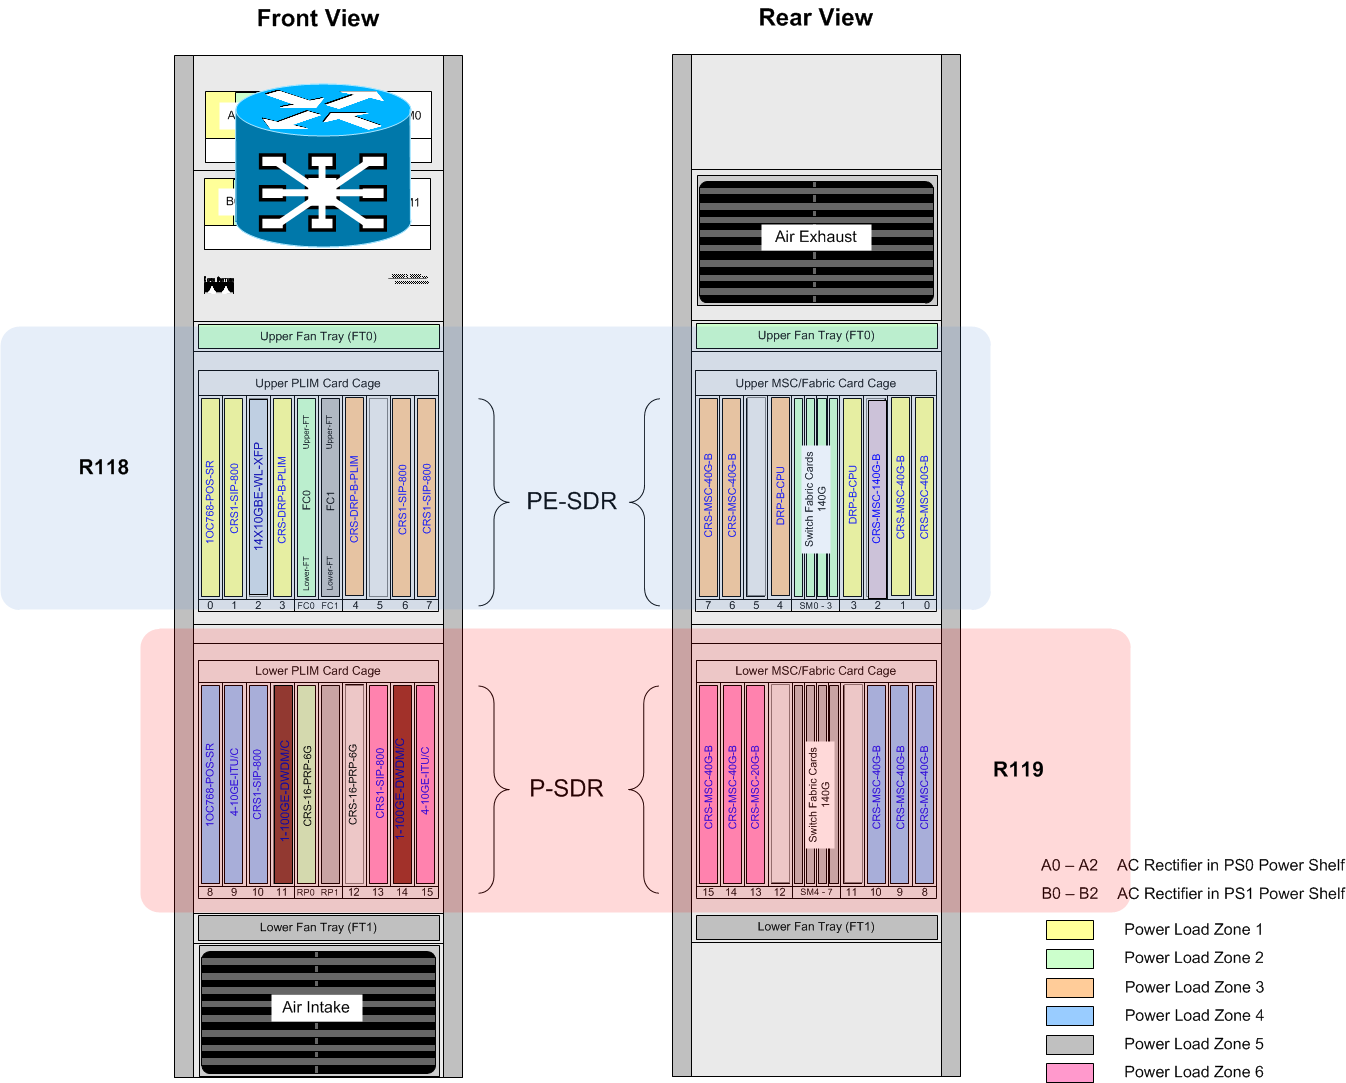 Front View
Rear View
A
M0
B
M1
Air Exhaust
Upper Fan Tray (FT0)
Upper Fan Tray (FT0)
Upper PLIM Card Cage
Upper MSC/Fabric Card Cage
R118
1OC768-POS-SR
CRS1-SIP-800
14X10GBE-WL-XFP
CRS-DRP-B-PLIM
Upper-FT
FC0
Lower-FT
Upper-FT
FC1
Lower-FT
CRS-DRP-B-PLIM
CRS1-SIP-800
CRS1-SIP-800
0 1 2 3 FC0 FC1 4 5 6 7
PE-SDR
CRS-MSC-40G-B
CRS-MSC-40G-B
DRP-B-CPU
Switch Fabric Cards
140G
DRP-B-CPU
CRS-MSC-140G-B
CRS-MSC-40G-B
CRS-MSC-40G-B
7 6 5 4 SM0 - 3 3 2 1 0
Lower PLIM Card Cage
Lower MSC/Fabric Card Cage
1OC768-POS-SR
4-10GE-ITU/C
CRS1-SIP-800
1-100GE-DWDM/C
CRS-16-PRP-6G
CRS-16-PRP-6G
CRS1-SIP-800
1-100GE-DWDM/C
4-10GE-ITU/C
8 9 10 11 RP0 RP1 12 13 14 15
P-SDR
CRS-MSC-40G-B
CRS-MSC-40G-B
CRS-MSC-20G-B
Switch Fabric Cards
140G
CRS-MSC-40G-B
CRS-MSC-40G-B
CRS-MSC-40G-B
15 14 13 12 SM4 - 7 11 10 9 8
R119
Lower Fan Tray (FT1)
Lower Fan Tray (FT1)
Air Intake
A0 – A2 AC Rectifier in PS0 Power Shelf
B0 – B2 AC Rectifier in PS1 Power Shelf
Power Load Zone 1
Power Load Zone 2
Power Load Zone 3
Power Load Zone 4
Power Load Zone 5
Power Load Zone 6